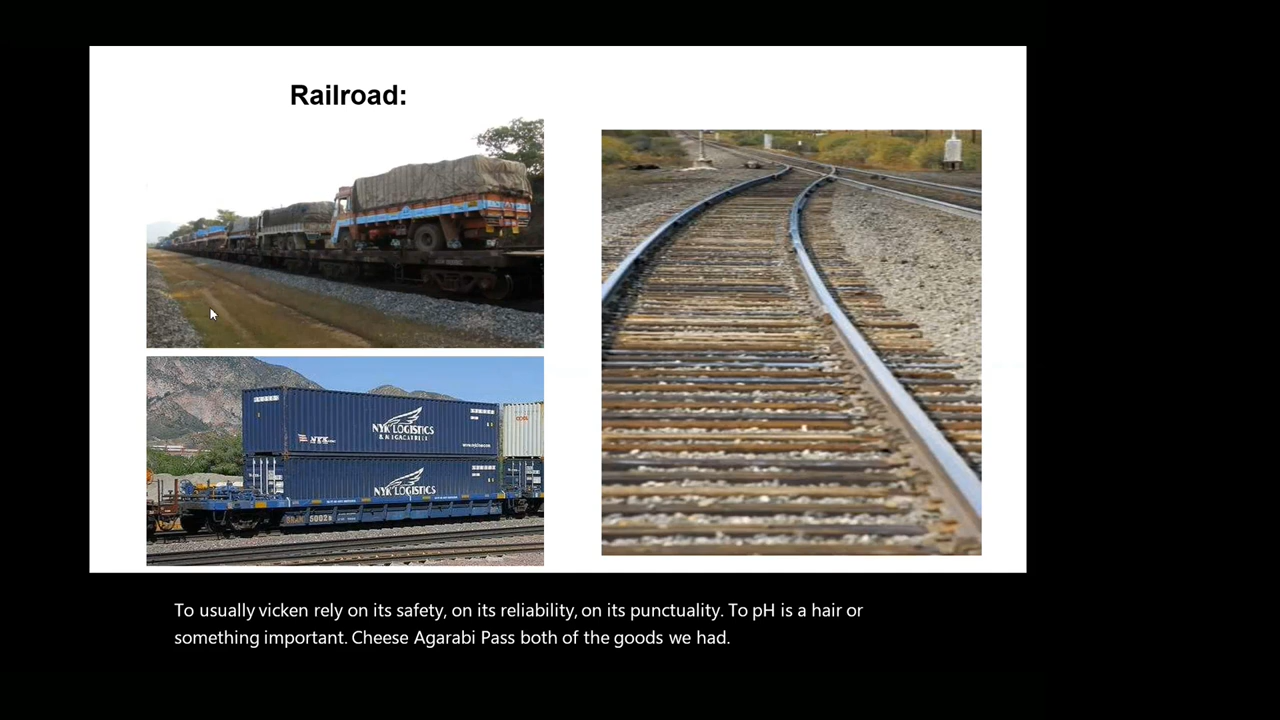 Railroad:
NYK LOGISTICS
NYK LOGISTICS
5002
To usually vicken rely on its safety, on its reliability, on its punctuality. To pH is a hair or
something important. Cheese Agarabi Pass both of the goods we had.